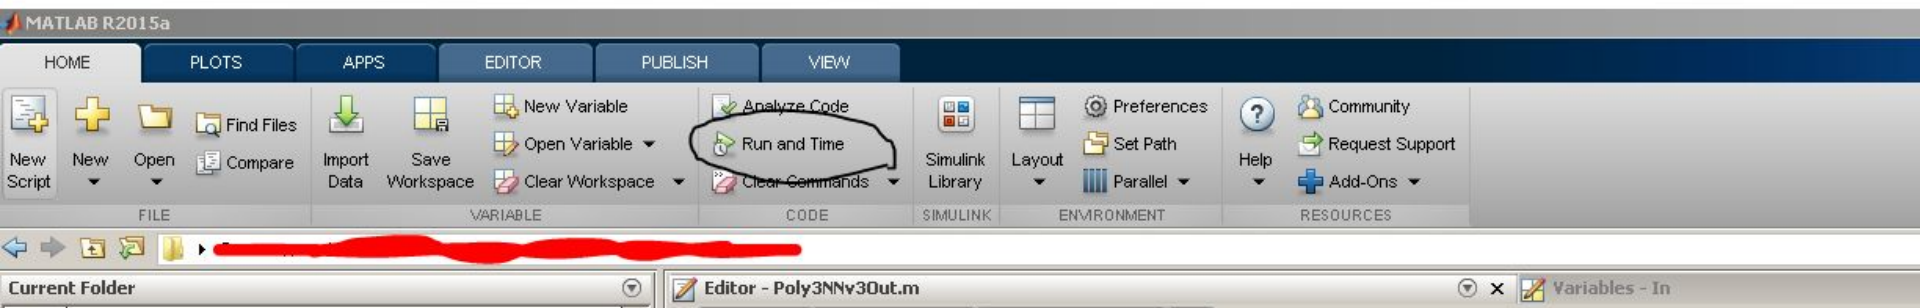 MATLAB R2015a
HOME PLOTS APPS EDITOR PUBLISH VIEW
New Script
New
Open
Find Files
Compare
Import Data
Save Workspace
New Variable
Open Variable
Clear Workspace
Analyze Code
Run and Time
Clear Commands
Simulink Library
Layout
Preferences
Set Path
Parallel
Help
Community
Request Support
Add-Ons
FILE VARIABLE CODE SIMULINK ENVIRONMENT RESOURCES
Current Folder
Editor - Poly3NNv3Out.m
Variables - In